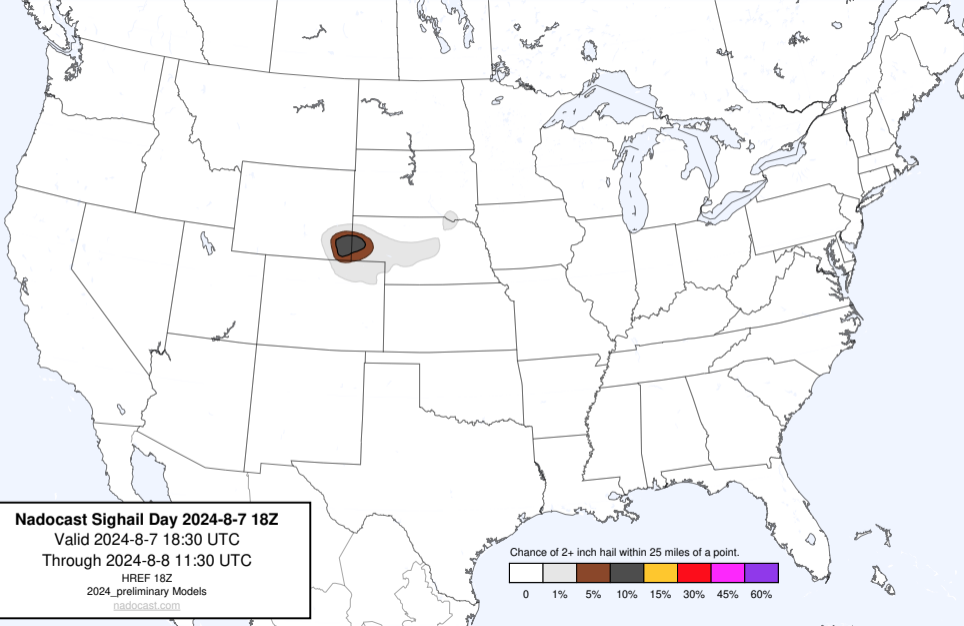 Nadocast Sighail Day 2024-8-7 18Z
Valid 2024-8-7 18:30 UTC
Through 2024-8-8 11:30 UTC
HREF 18Z
2024_preliminary Models
nadocast.com
Chance of 2+ inch hail within 25 miles of a point.
0 1% 5% 10% 15% 30% 45% 60%